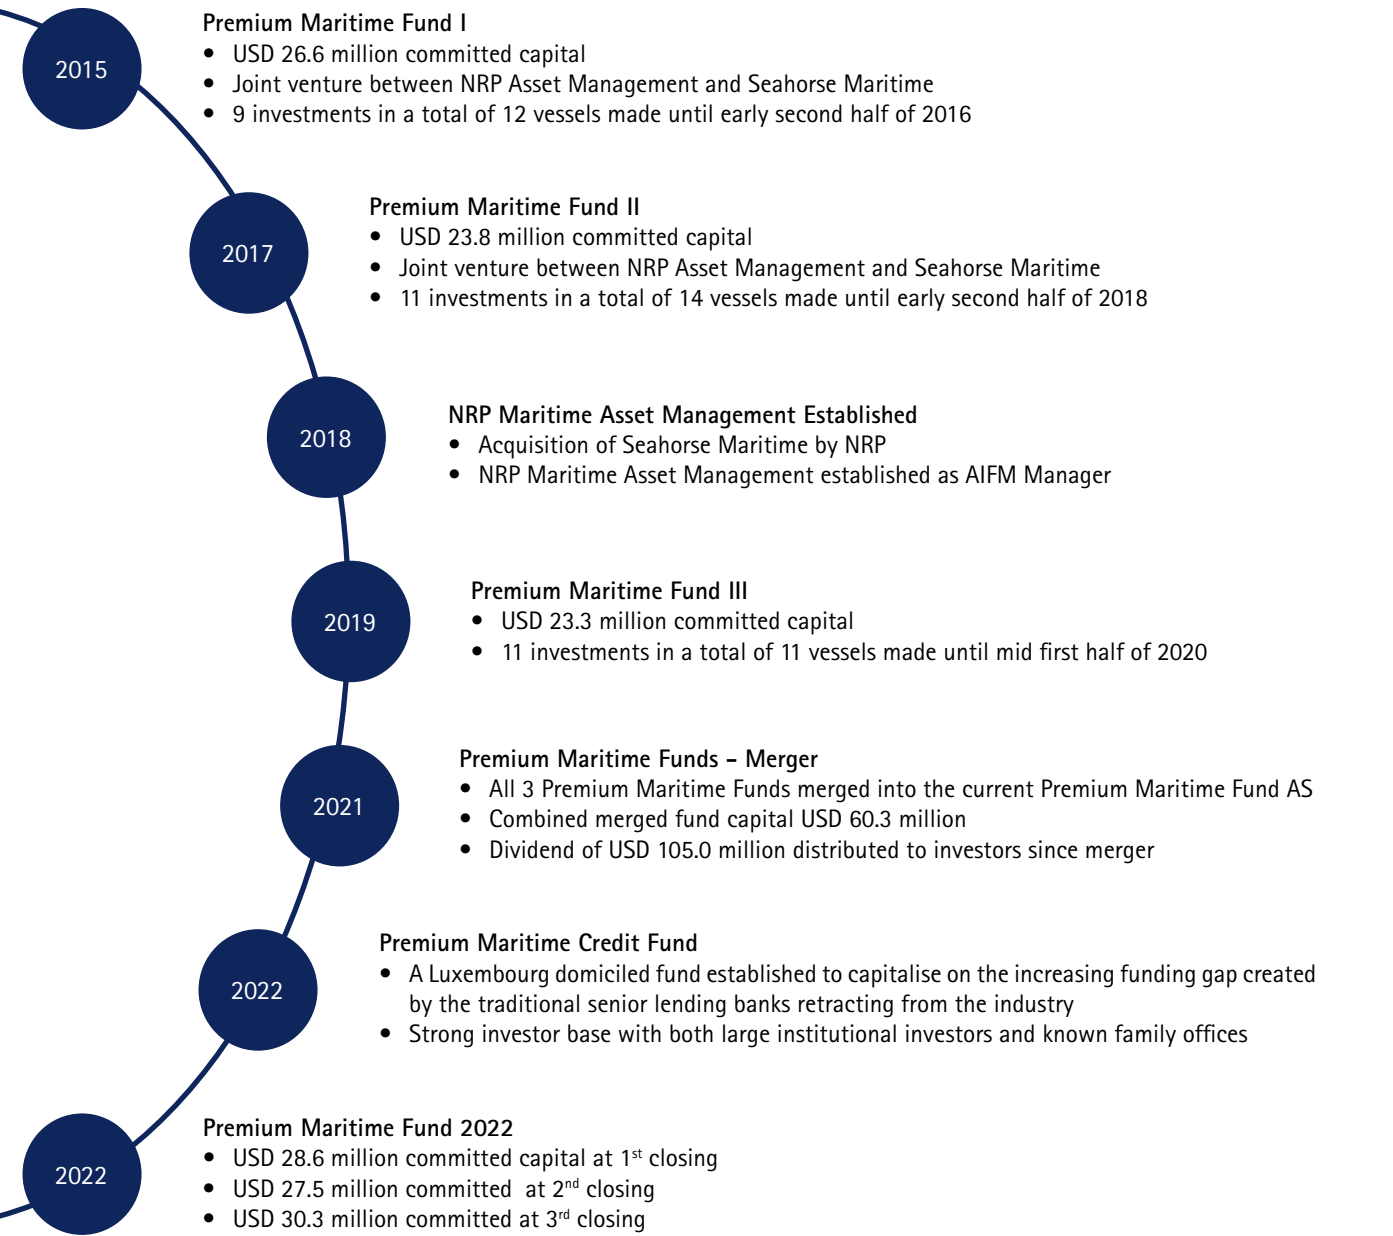 2015
Premium Maritime Fund I
• USD 26.6 million committed capital
• Joint venture between NRP Asset Management and Seahorse Maritime
• 9 investments in a total of 12 vessels made until early second half of 2016
2017
Premium Maritime Fund II
• USD 23.8 million committed capital
• Joint venture between NRP Asset Management and Seahorse Maritime
• 11 investments in a total of 14 vessels made until early second half of 2018
2018
NRP Maritime Asset Management Established
• Acquisition of Seahorse Maritime by NRP
• NRP Maritime Asset Management established as AIFM Manager
2019
Premium Maritime Fund III
• USD 23.3 million committed capital
• 11 investments in a total of 11 vessels made until mid first half of 2020
2021
Premium Maritime Funds – Merger
• All 3 Premium Maritime Funds merged into the current Premium Maritime Fund AS
• Combined merged fund capital USD 60.3 million
• Dividend of USD 105.0 million distributed to investors since merger
2022
Premium Maritime Credit Fund
• A Luxembourg domiciled fund established to capitalise on the increasing funding gap created
by the traditional senior lending banks retracting from the industry
• Strong investor base with both large institutional investors and known family offices
2022
Premium Maritime Fund 2022
• USD 28.6 million committed capital at 1st closing
• USD 27.5 million committed at 2nd closing
• USD 30.3 million committed at 3rd closing